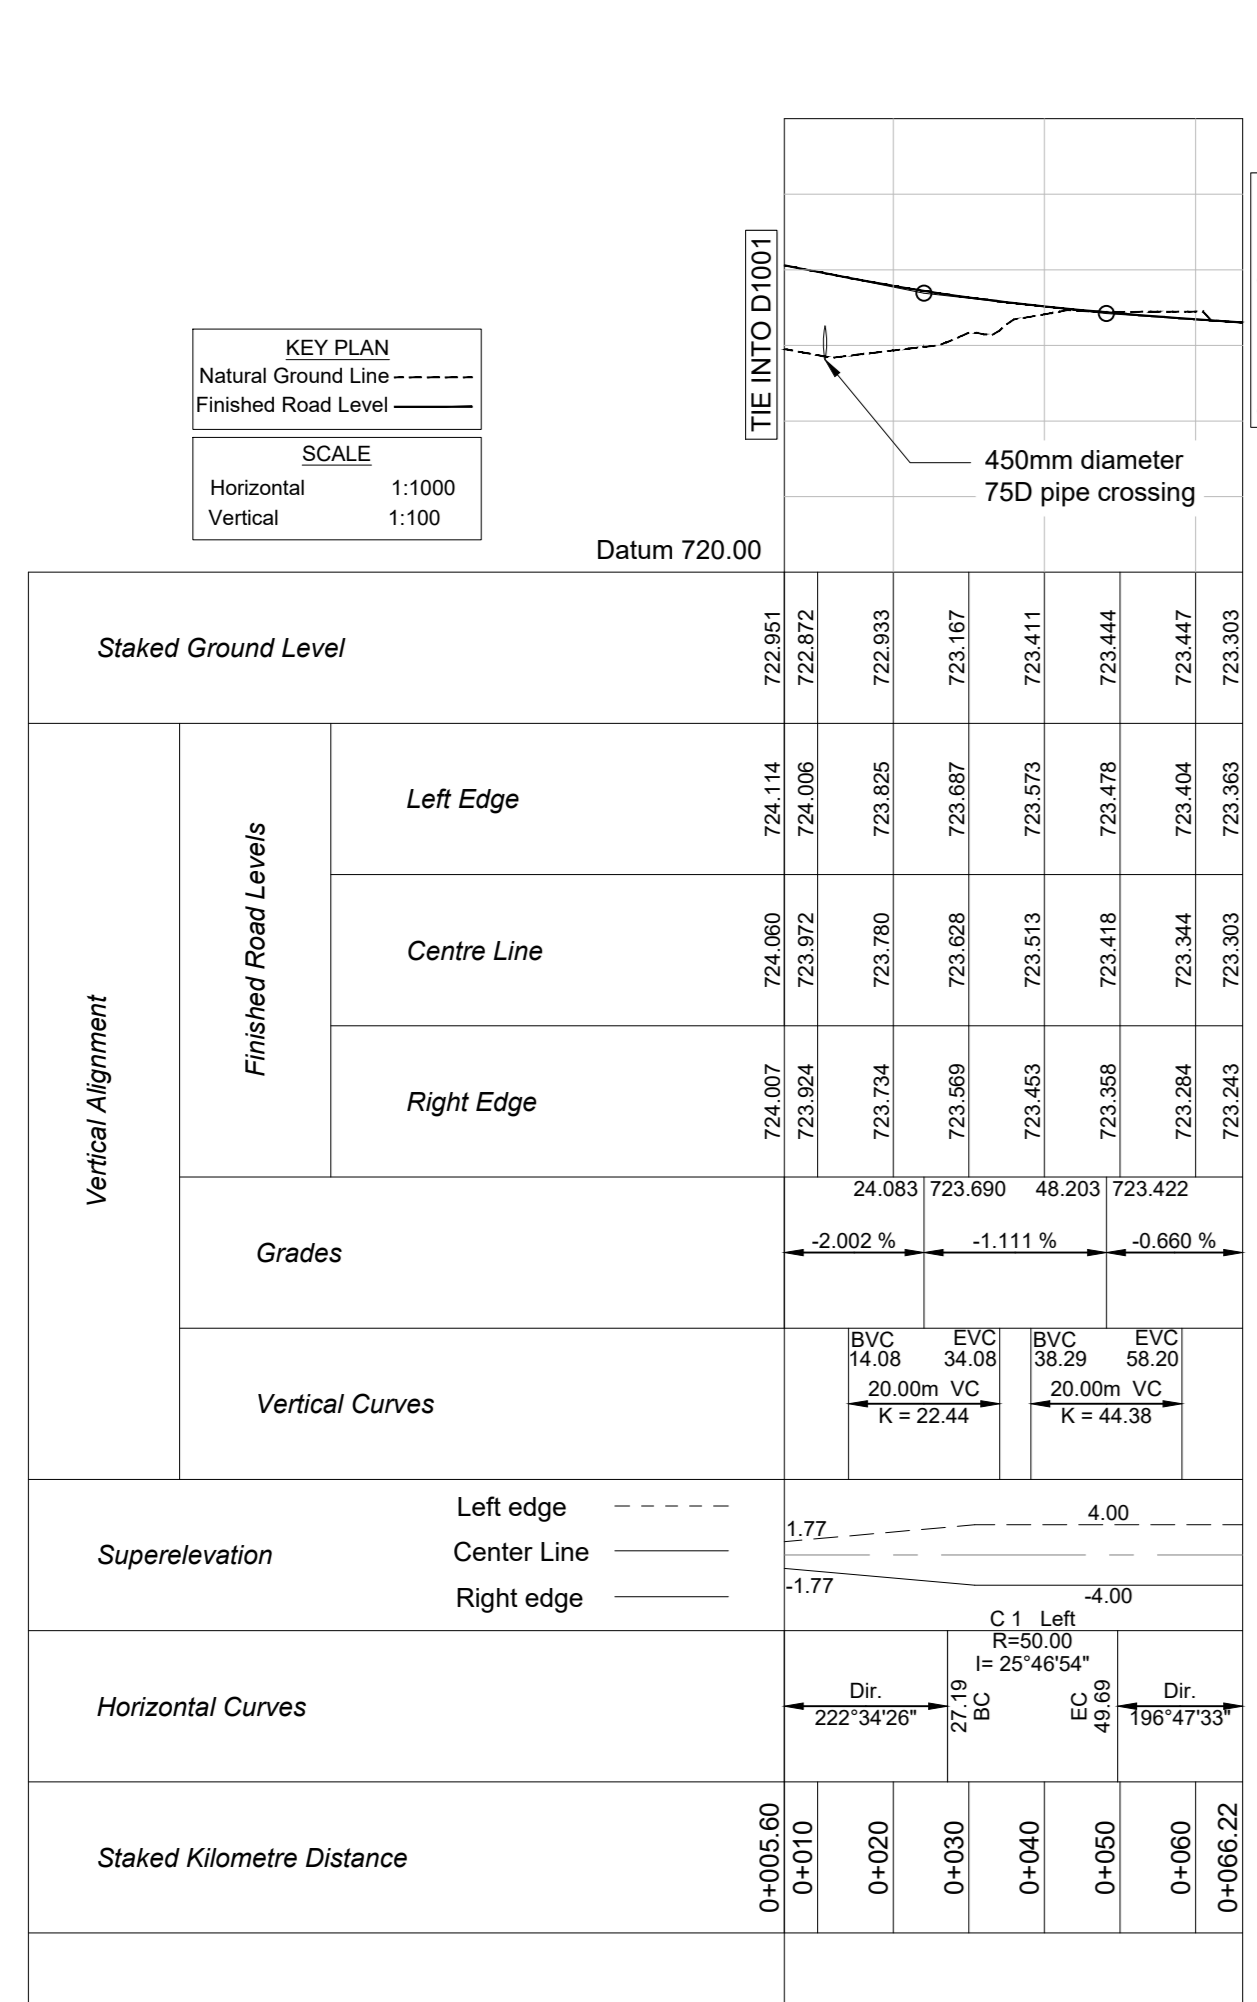 TIE INTO D1001
KEY PLAN
Natural Ground Line
Finished Road Level
SCALE
Horizontal 1:1000
Vertical 1:100
450mm diameter
75D pipe crossing
Datum 720.00
Staked Ground Level 722.951 722.872 722.933 723.167 723.411 723.444 723.447 723.303
Vertical Alignment
Finished Road Levels
Left Edge 724.114 724.006 723.825 723.687 723.573 723.478 723.404 723.363
Centre Line 724.060 723.972 723.780 723.628 723.513 723.418 723.344 723.303
Right Edge 724.007 723.924 723.734 723.569 723.453 723.358 723.284 723.243
24.083 723.690 48.203 723.422
Grades -2.002 % -1.111 % -0.660 %
BVC EVC BVC EVC
14.08 34.08 38.29 58.20
20.00m VC 20.00m VC
Vertical Curves K = 22.44 K = 44.38
Left edge 1.77 4.00
Superelevation Center Line
Right edge -1.77 -4.00
C 1 Left
R=50.00
I= 25°46'54"
Horizontal Curves
Dir.
222°34'26"
27.19
BC
EC
49.69
Dir.
196°47'33"
Staked Kilometre Distance 0+005.60 0+010 0+020 0+030 0+040 0+050 0+060 0+066.22